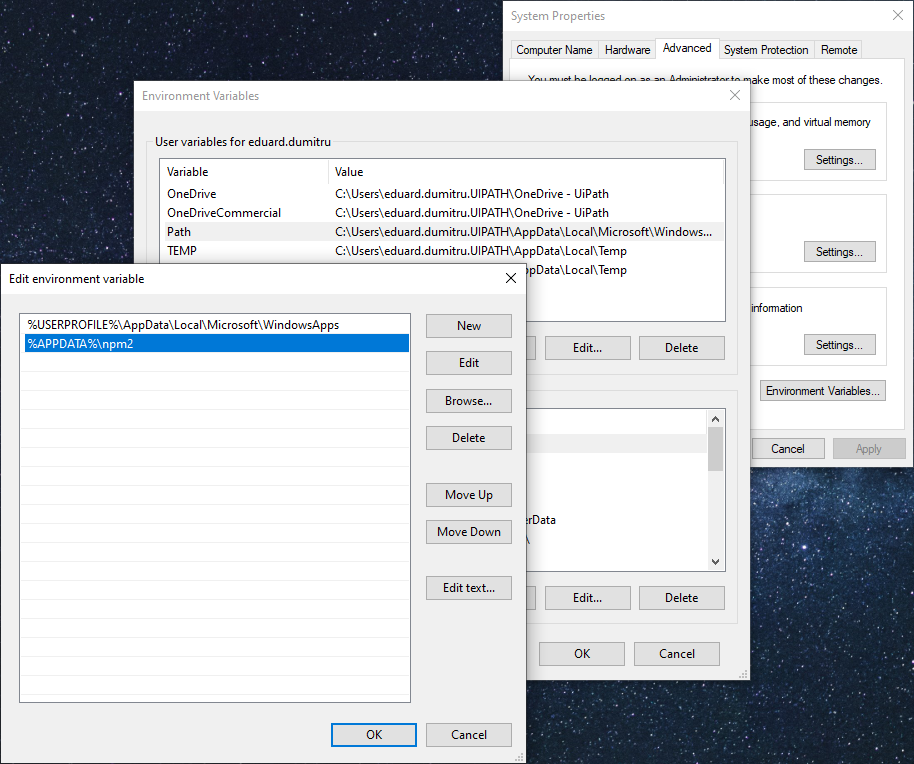 System Properties
Computer Name
Hardware
Advanced
System Protection
Remote
You must be logged on as an Administrator to make most of these changes.
usage, and virtual memory
Settings...
Settings...
information
Settings...
Environment Variables...
Cancel
Apply
Environment Variables
User variables for eduard.dumitru
Variable Value
OneDrive C:\Users\eduard.dumitru.UIPATH\OneDrive - UiPath
OneDriveCommercial C:\Users\eduard.dumitru.UIPATH\OneDrive - UiPath
Path C:\Users\eduard.dumitru.UIPATH\AppData\Local\Microsoft\Windows...
TEMP C:\Users\eduard.dumitru.UIPATH\AppData\Local\Temp
ppData\Local\Temp
Edit...
Delete
erData
\
Edit...
Delete
OK
Cancel
Edit environment variable
%USERPROFILE%\AppData\Local\Microsoft\WindowsApps
%APPDATA%\npm2
New
Edit
Browse...
Delete
Move Up
Move Down
Edit text...
OK
Cancel